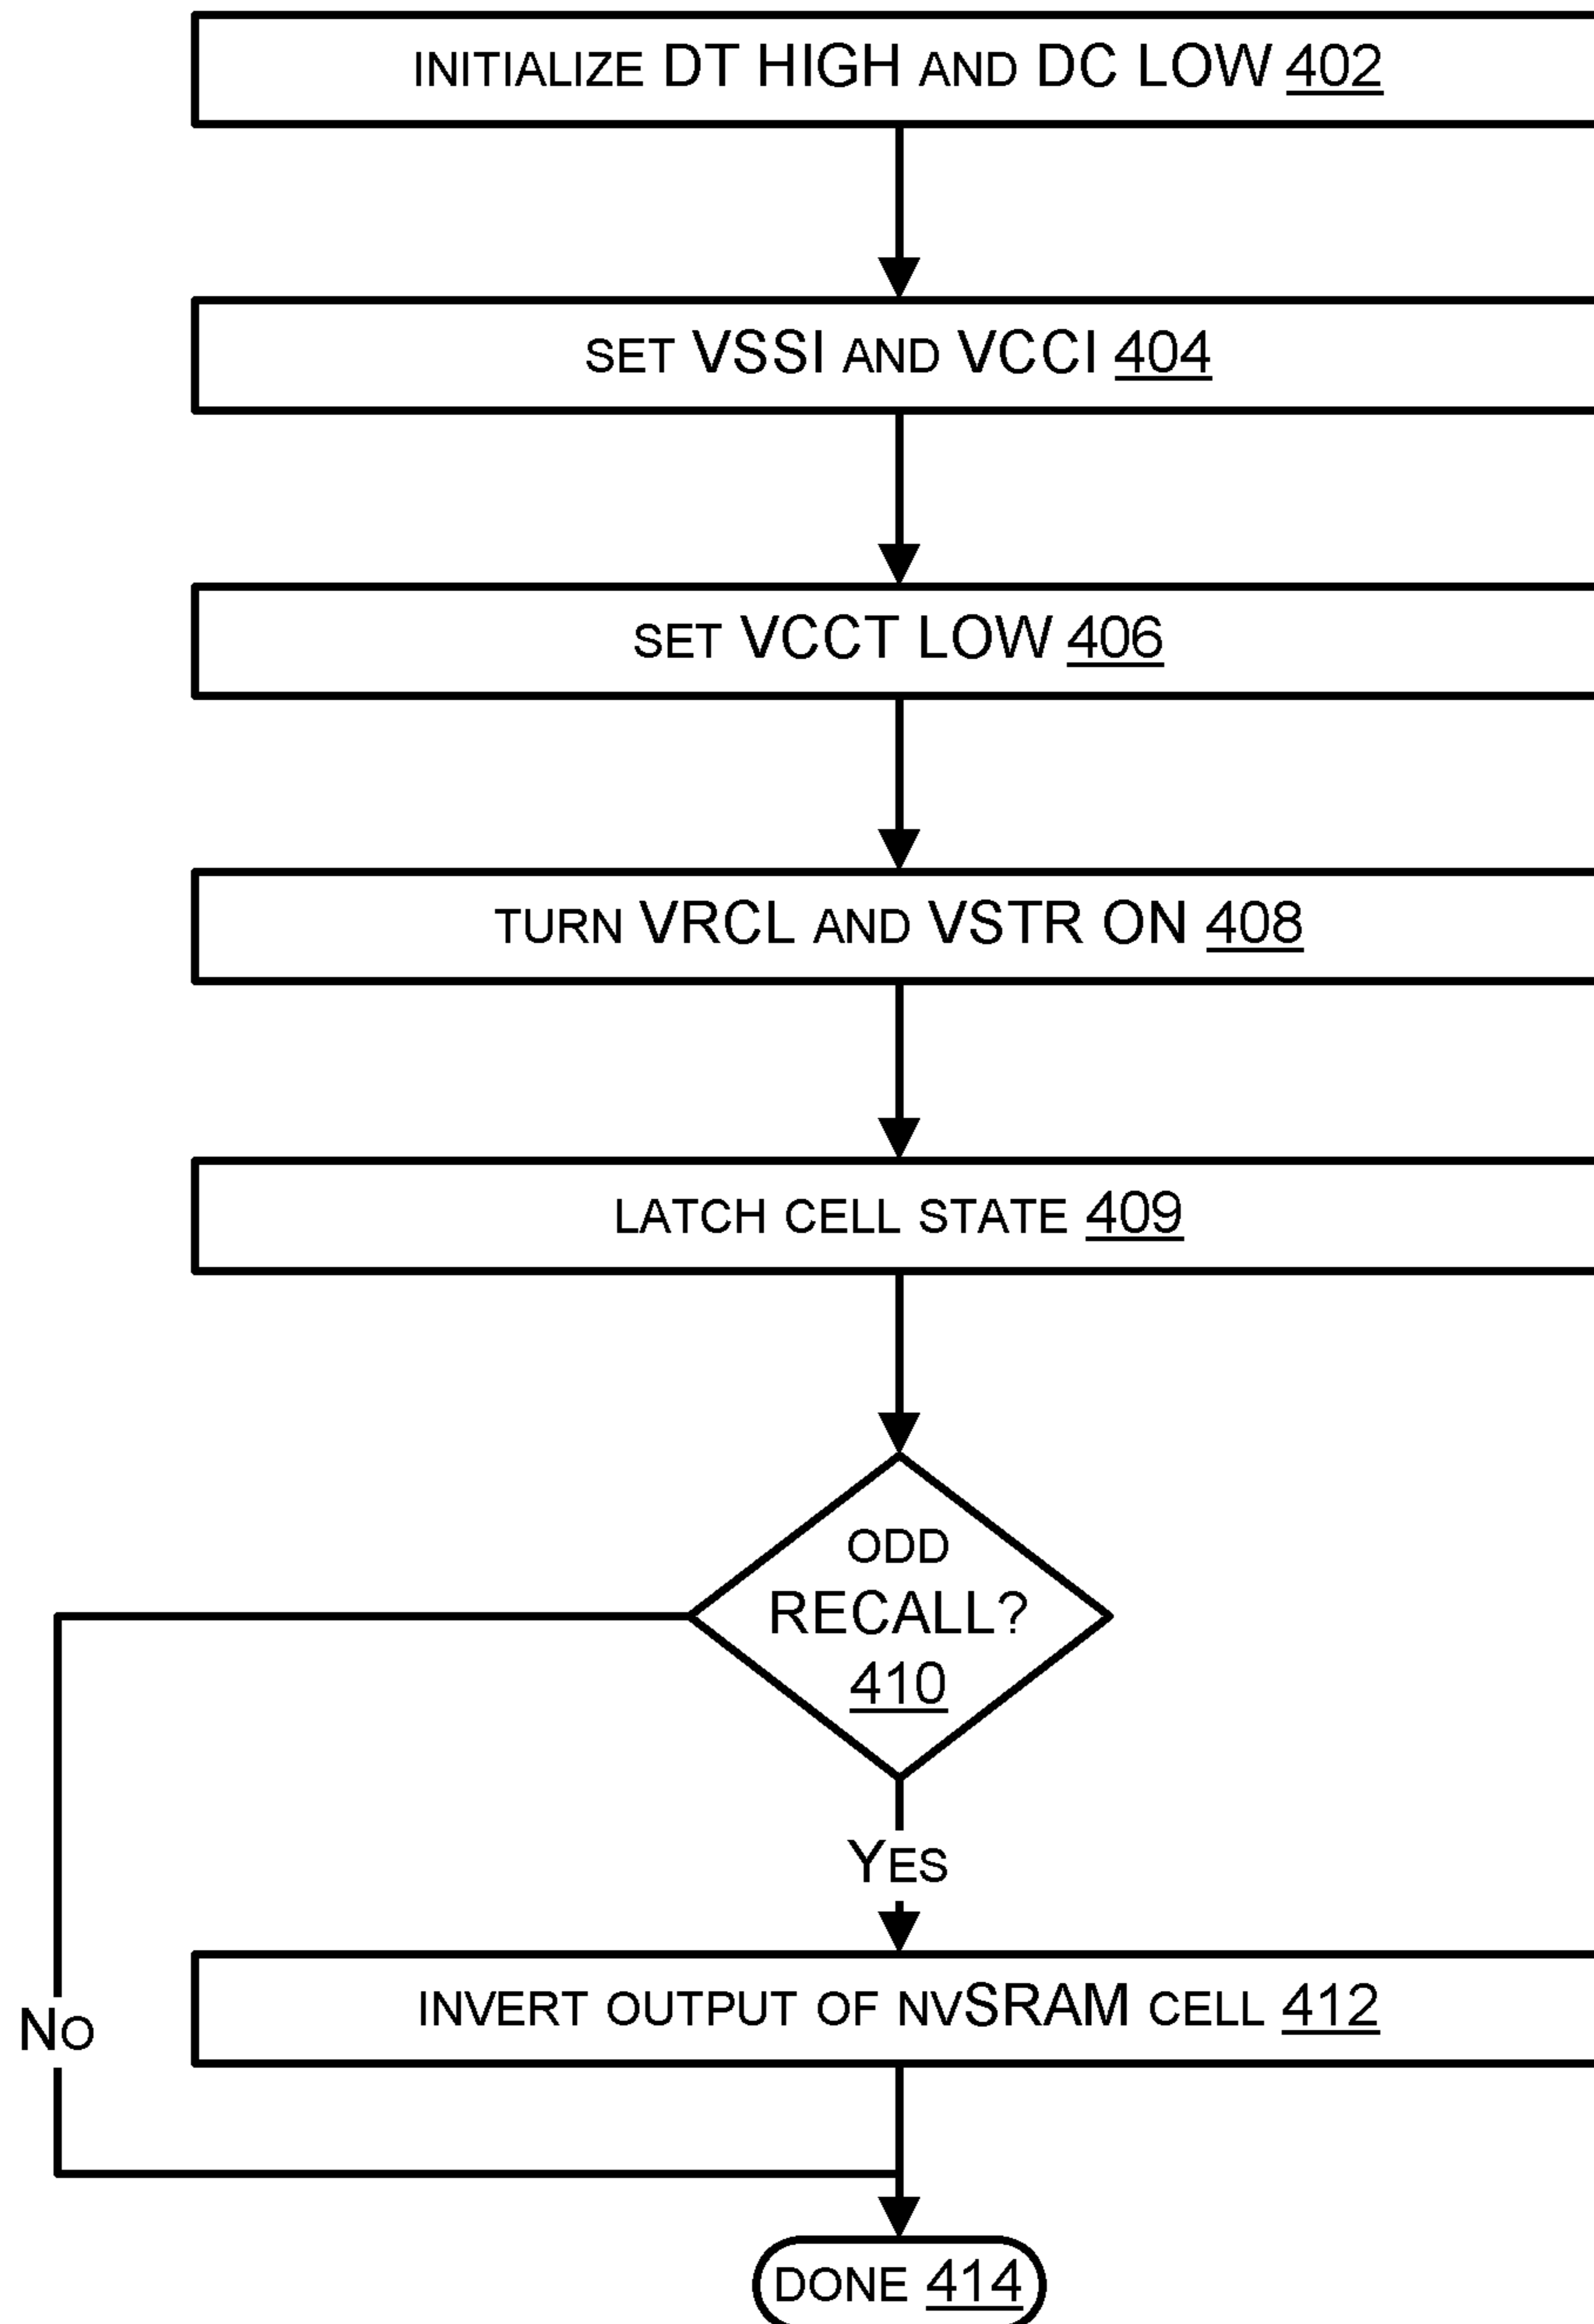 INITIALIZE DT HIGH AND DC LOW 402
SET VSSI AND VCCI 404
SET VCCT LOW 406
TURN VRCL AND VSTR ON 408
LATCH CELL STATE 409
ODD
RECALL?
410
YES
INVERT OUTPUT OF NVSRAM CELL 412
NO
DONE 414